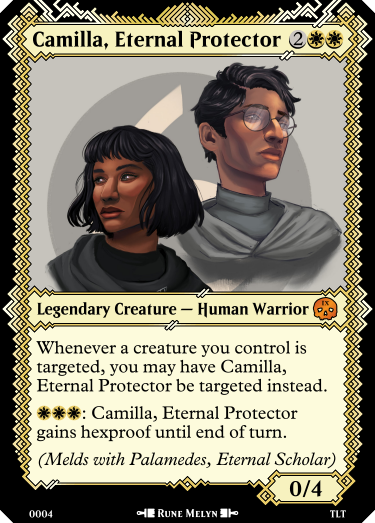 Camilla, Eternal Protector 2
Legendary Creature — Human Warrior IX
Whenever a creature you control is
targeted, you may have Camilla,
Eternal Protector be targeted instead.
: Camilla, Eternal Protector
gains hexproof until end of turn.
(Melds with Palamedes, Eternal Scholar)
0/4
0004 Rune Melyn TLT